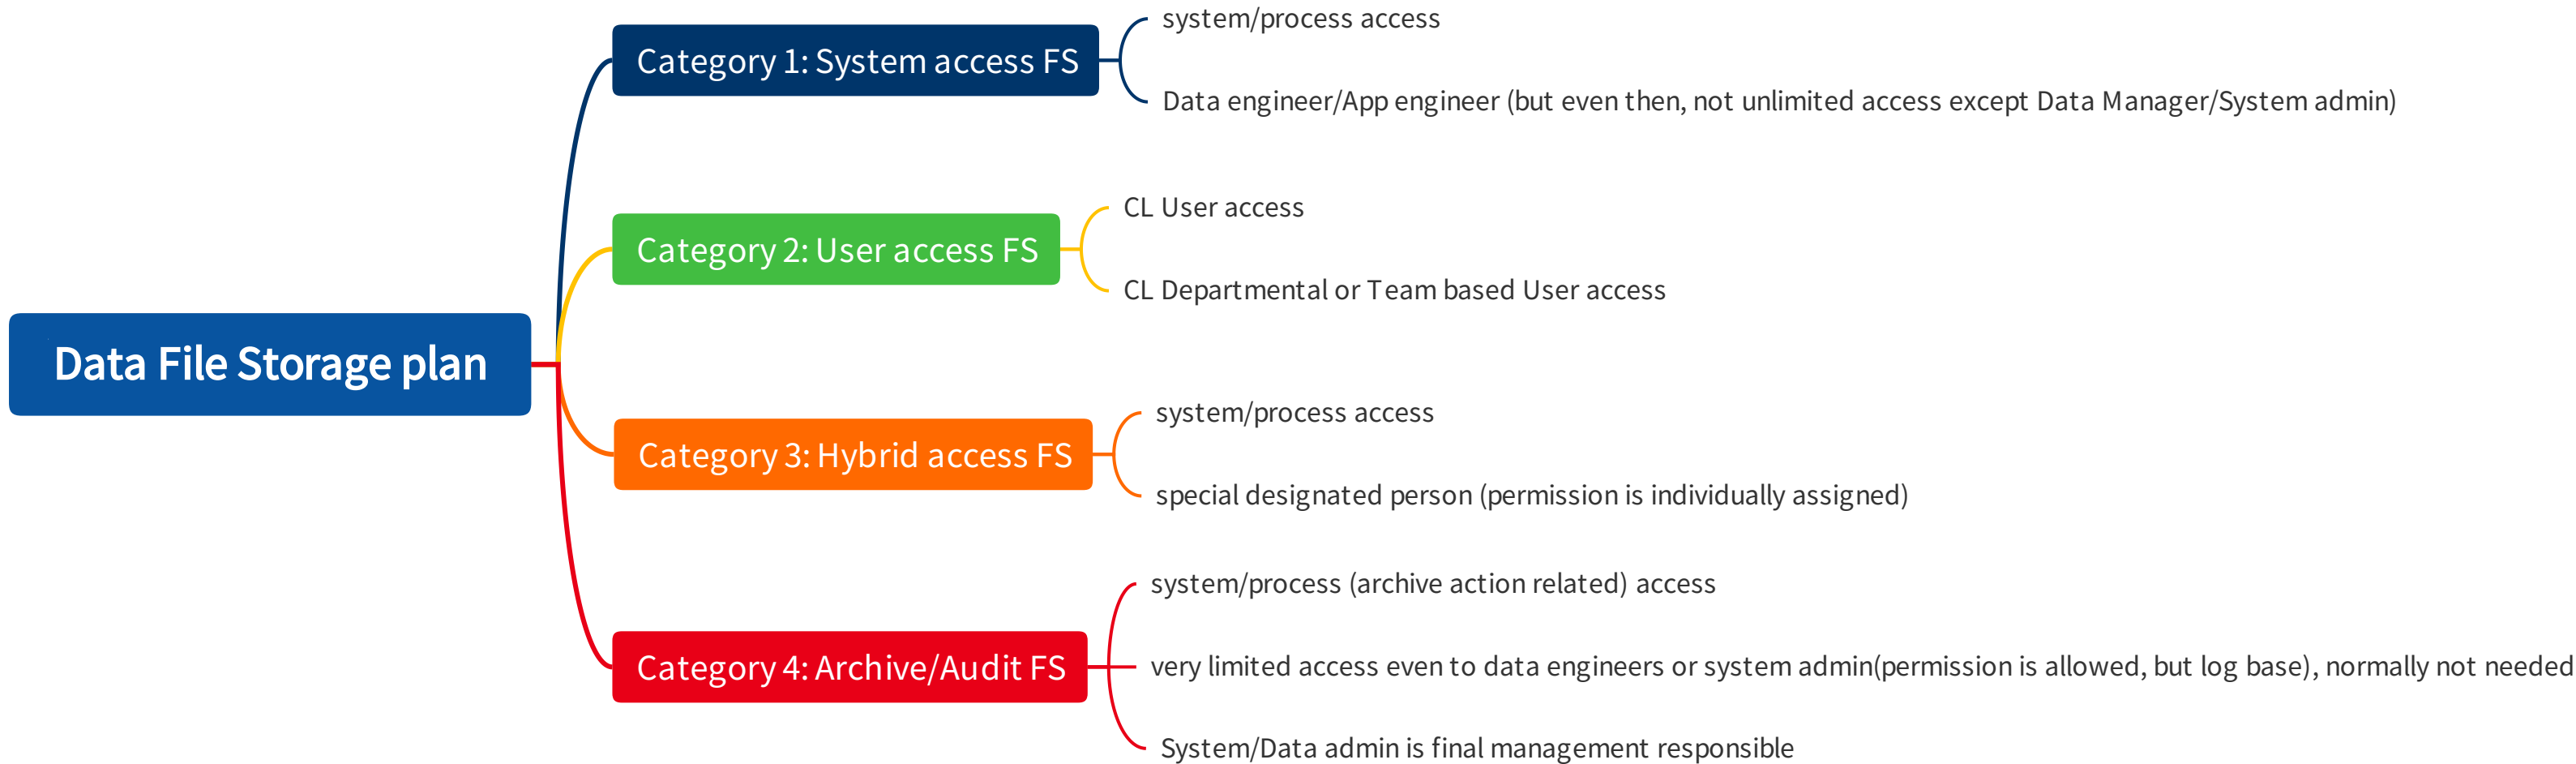 system/process access
Category 1: System access FS
Data engineer/App engineer (but even then, not unlimited access except Data Manager/System admin)
CL User access
Category 2: User access FS
CL Departmental or Team based User access
Data File Storage plan
system/process access
Category 3: Hybrid access FS
special designated person (permission is individually assigned)
system/process (archive action related) access
Category 4: Archive/Audit FS
very limited access even to data engineers or system admin(permission is allowed, but log base), normally not needed
System/Data admin is final management responsible